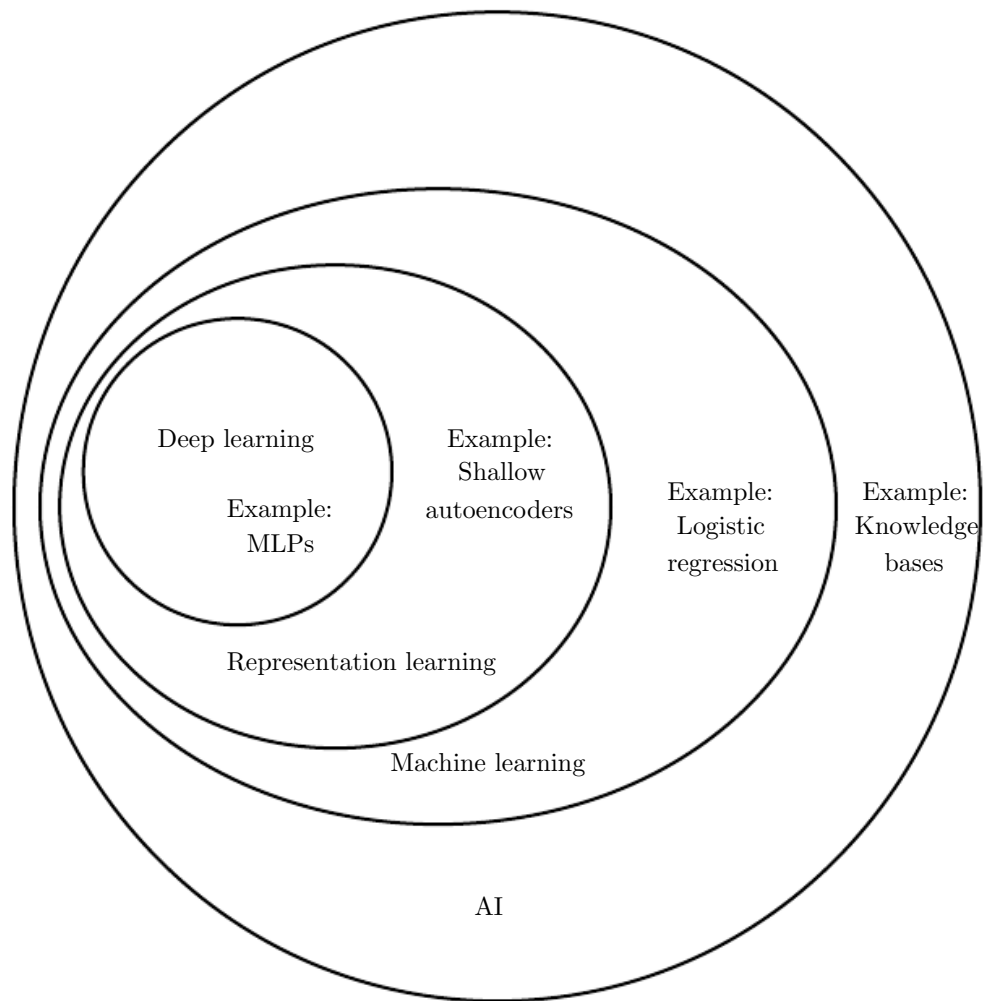 Deep learning
Example:
MLPs
Example:
Shallow
autoencoders
Example:
Logistic
regression
Example:
Knowledge
bases
Representation learning
Machine learning
AI